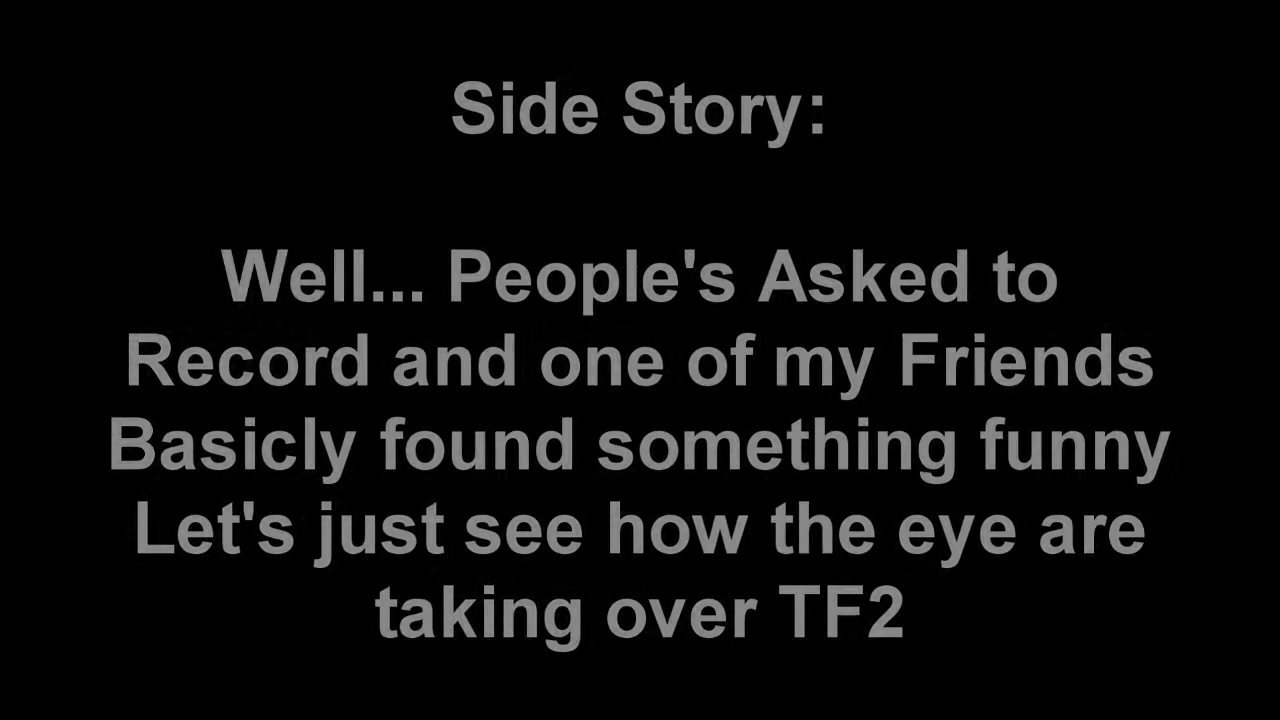 Side Story:
Well... People's Asked to
Record and one of my Friends
Basicly found something funny
Let's just see how the eye are
taking over TF2